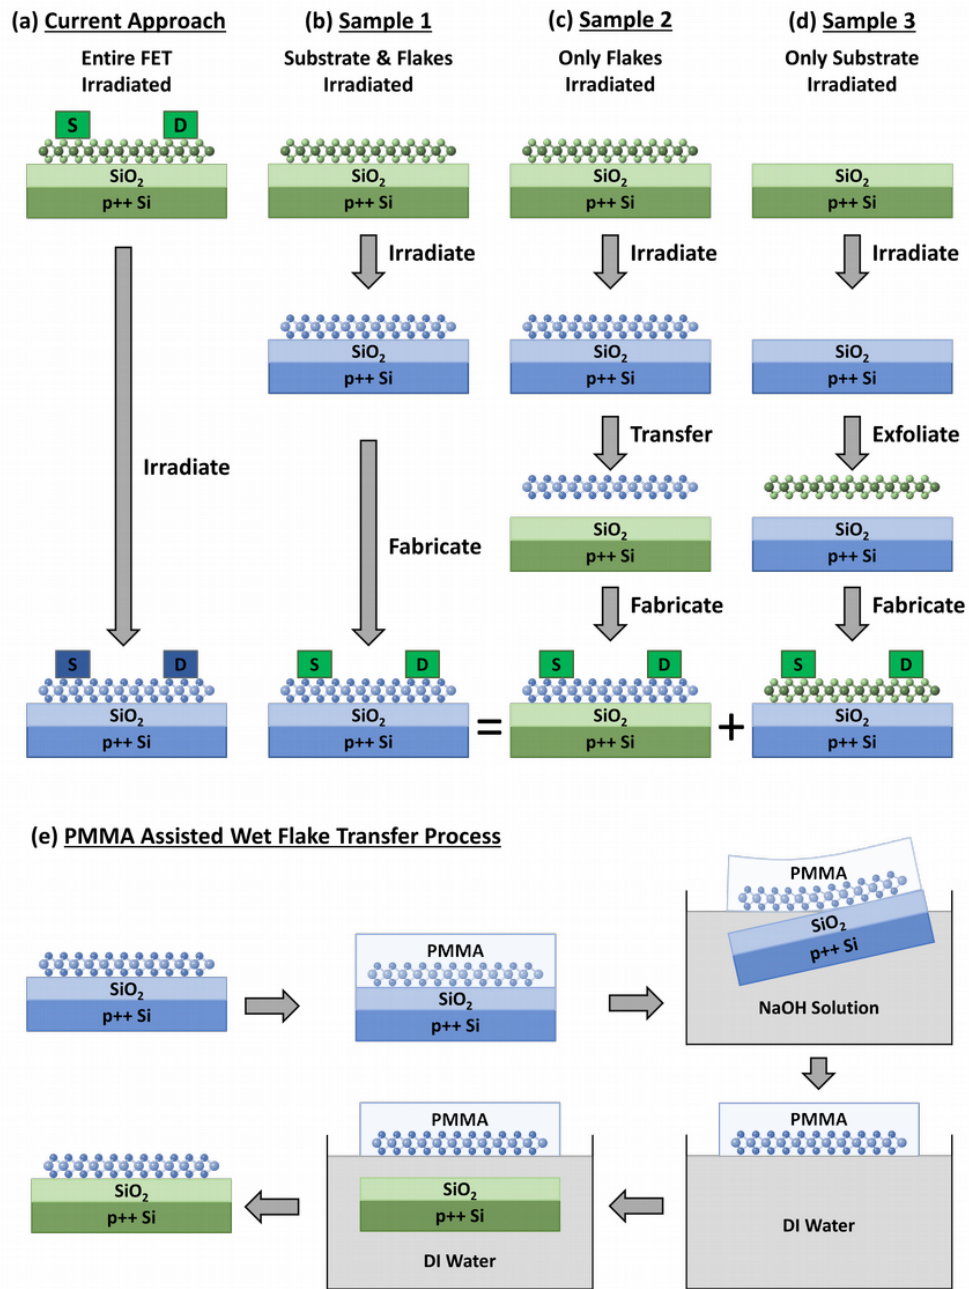 (a) Current Approach
Entire FET
Irradiated
S
D
SiO2
p++ Si
Irradiate
S
D
SiO2
p++ Si
(b) Sample 1
Substrate & Flakes
Irradiated
SiO2
p++ Si
Irradiate
SiO2
p++ Si
Fabricate
S
D
SiO2
p++ Si
=
(c) Sample 2
Only Flakes
Irradiated
SiO2
p++ Si
Irradiate
SiO2
p++ Si
Transfer
SiO2
p++ Si
Fabricate
S
D
SiO2
p++ Si
+
(d) Sample 3
Only Substrate
Irradiated
SiO2
p++ Si
Irradiate
SiO2
p++ Si
Exfoliate
SiO2
p++ Si
Fabricate
S
D
SiO2
p++ Si
(e) PMMA Assisted Wet Flake Transfer Process
SiO2
p++ Si
PMMA
SiO2
p++ Si
PMMA
SiO2
p++ Si
NaOH Solution
PMMA
DI Water
PMMA
SiO2
p++ Si
DI Water
SiO2
p++ Si